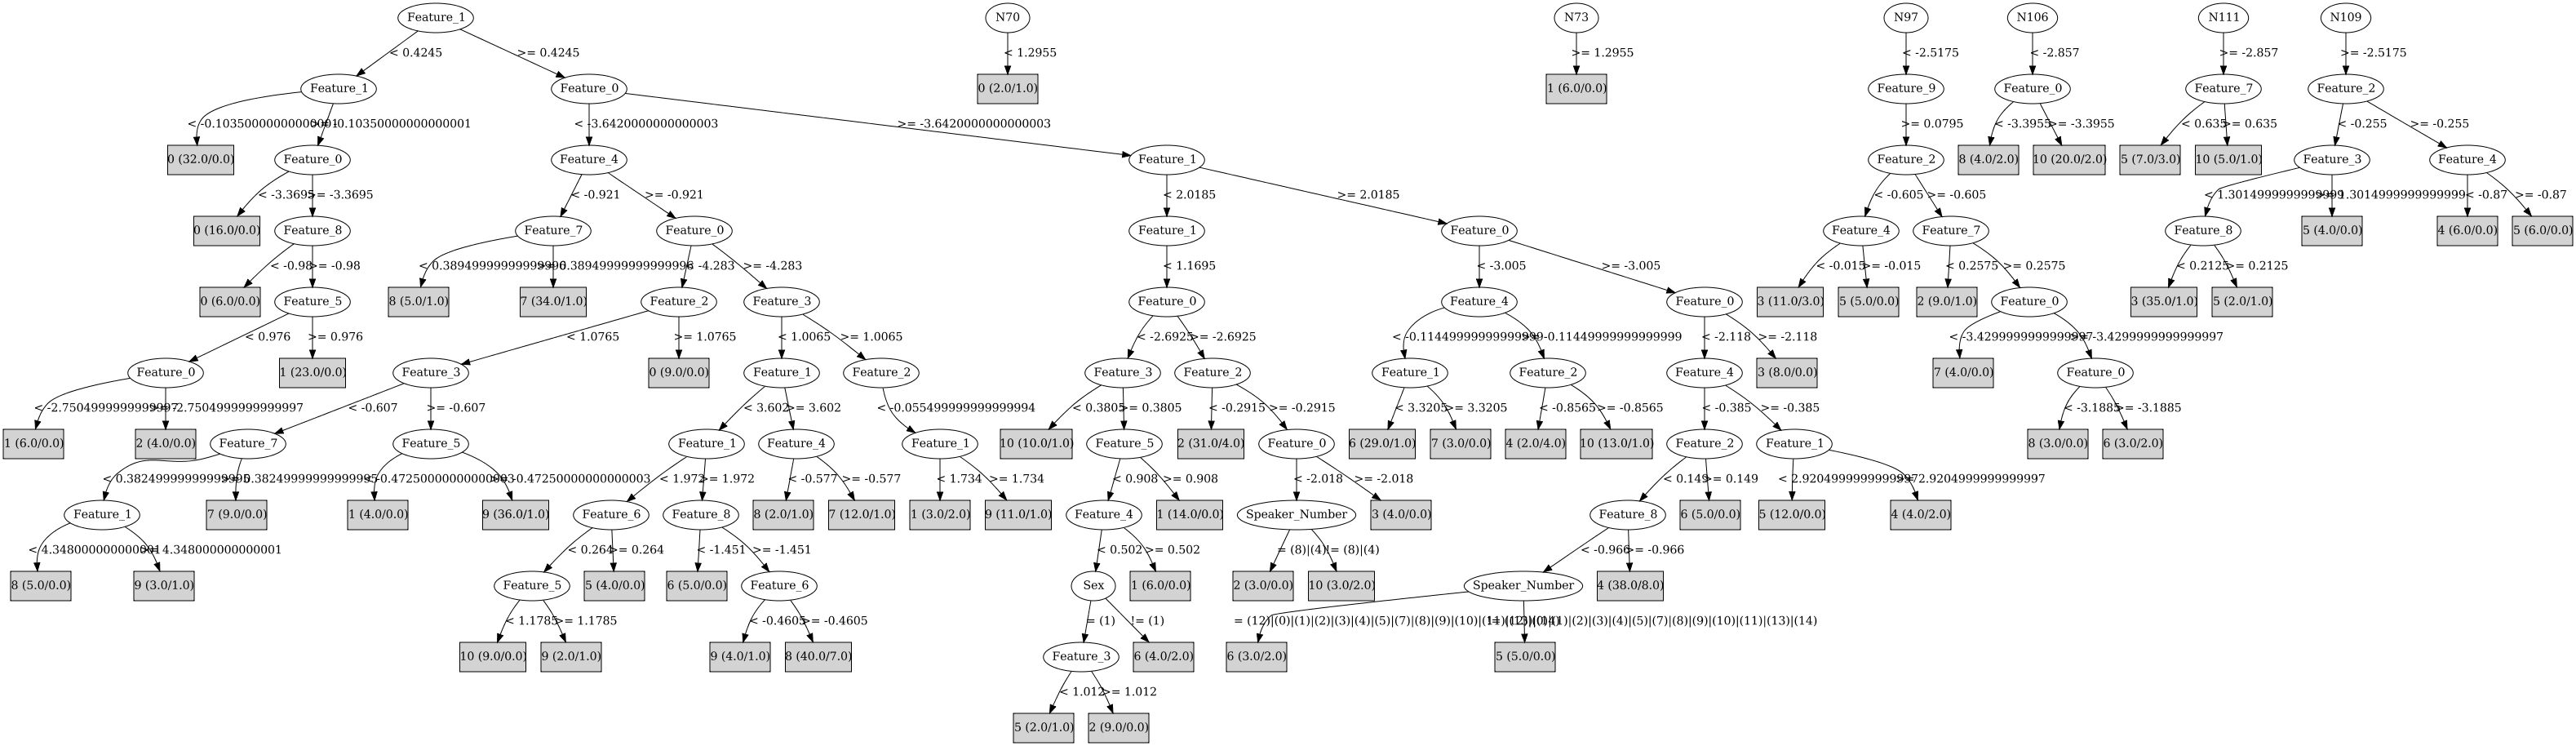 Feature_1 N70 N73 N97 N106 N111 N109
< 0.4245 >= 0.4245 < 1.2955 >= 1.2955 < -2.5175 < -2.857 >= -2.857 >= -2.5175
Feature_1 Feature_0 0 (2.0/1.0) 1 (6.0/0.0) Feature_9 Feature_0 Feature_7 Feature_2
< -0.10350000000000001 >= -0.10350000000000001 < -3.6420000000000003 >= -3.6420000000000003 >= 0.0795 < -3.3955 >= -3.3955 < 0.635 >= 0.635 < -0.255 >= -0.255
0 (32.0/0.0) Feature_0 Feature_4 Feature_1 Feature_2 8 (4.0/2.0) 10 (20.0/2.0) 5 (7.0/3.0) 10 (5.0/1.0) Feature_3 Feature_4
< -3.3695 >= -3.3695 < -0.921 >= -0.921 < 2.0185 >= 2.0185 < -0.605 >= -0.605 < 1.3014999999999999 >= 1.3014999999999999 < -0.87 >= -0.87
0 (16.0/0.0) Feature_8 Feature_7 Feature_0 Feature_1 Feature_0 Feature_4 Feature_7 Feature_8 5 (4.0/0.0) 4 (6.0/0.0) 5 (6.0/0.0)
< -0.98 >= -0.98 < 0.38949999999999996 >= 0.38949999999999996 < -4.283 >= -4.283 < 1.1695 < -3.005 >= -3.005 < -0.015 >= -0.015 < 0.2575 >= 0.2575 < 0.2125 >= 0.2125
0 (6.0/0.0) Feature_5 8 (5.0/1.0) 7 (34.0/1.0) Feature_2 Feature_3 Feature_0 Feature_4 Feature_0 3 (11.0/3.0) 5 (5.0/0.0) 2 (9.0/1.0) Feature_0 3 (35.0/1.0) 5 (2.0/1.0)
< 0.976 >= 0.976 < 1.0765 >= 1.0765 < 1.0065 >= 1.0065 < -2.6925 >= -2.6925 < -0.11449999999999999 >= -0.11449999999999999 < -2.118 >= -2.118 < -3.4299999999999997 >= -3.4299999999999997
Feature_0 1 (23.0/0.0) Feature_3 0 (9.0/0.0) Feature_1 Feature_2 Feature_3 Feature_2 Feature_1 Feature_2 Feature_4 3 (8.0/0.0) 7 (4.0/0.0) Feature_0
< -2.7504999999999997 >= -2.7504999999999997 < -0.607 >= -0.607 < 3.602 >= 3.602 < -0.055499999999999994 < 0.3805 >= 0.3805 < -0.2915 >= -0.2915 < 3.3205 >= 3.3205 < -0.8565 >= -0.8565 < -0.385 >= -0.385 < -3.1885 >= -3.1885
1 (6.0/0.0) 2 (4.0/0.0) Feature_7 Feature_5 Feature_1 Feature_4 Feature_1 10 (10.0/1.0) Feature_5 2 (31.0/4.0) Feature_0 6 (29.0/1.0) 7 (3.0/0.0) 4 (2.0/4.0) 10 (13.0/1.0) Feature_2 Feature_1 8 (3.0/0.0) 6 (3.0/2.0)
< 0.38249999999999995 >= 0.38249999999999995 < -0.47250000000000003 >= -0.47250000000000003 < 1.972 >= 1.972 < -0.577 >= -0.577 < 1.734 >= 1.734 < 0.908 >= 0.908 < -2.018 >= -2.018 < 0.149 >= 0.149 < 2.9204999999999997 >= 2.9204999999999997
Feature_1 7 (9.0/0.0) 1 (4.0/0.0) 9 (36.0/1.0) Feature_6 Feature_8 8 (2.0/1.0) 7 (12.0/1.0) 1 (3.0/2.0) 9 (11.0/1.0) Feature_4 1 (14.0/0.0) Speaker_Number 3 (4.0/0.0) Feature_8 6 (5.0/0.0) 5 (12.0/0.0) 4 (4.0/2.0)
< 4.348000000000001 >= 4.348000000000001 < 0.264 >= 0.264 < -1.451 >= -1.451 < 0.502 >= 0.502 = (8)|(4) != (8)|(4) < -0.966 >= -0.966
8 (5.0/0.0) 9 (3.0/1.0) Feature_5 5 (4.0/0.0) 6 (5.0/0.0) Feature_6 Sex 1 (6.0/0.0) 2 (3.0/0.0) 10 (3.0/2.0) Speaker_Number 4 (38.0/8.0)
< 1.1785 >= 1.1785 < -0.4605 >= -0.4605 = (1) != (1) = (12)|(0)|(1)|(2)|(3)|(4)|(5)|(7)|(8)|(9)|(10)|(11)|(13)|(14) != (12)|(0)|(1)|(2)|(3)|(4)|(5)|(7)|(8)|(9)|(10)|(11)|(13)|(14)
10 (9.0/0.0) 9 (2.0/1.0) 9 (4.0/1.0) 8 (40.0/7.0) Feature_3 6 (4.0/2.0) 6 (3.0/2.0) 5 (5.0/0.0)
< 1.012 >= 1.012
5 (2.0/1.0) 2 (9.0/0.0)